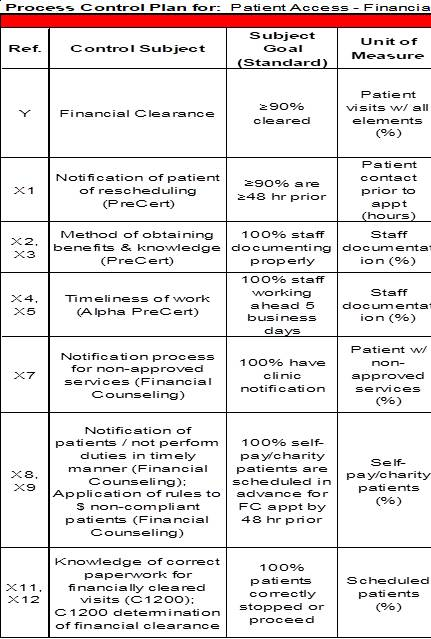 Process Control Plan for: Patient Access - Financia
Ref.
Control Subject
Subject
Goal
(Standard)
Unit of
Measure
Y
Financial Clearance
≥90%
cleared
Patient
visits w/ all
elements
(%)
X1
Notification of patient
of rescheduling
(PreCert)
≥90% are
≥48 hr prior
Patient
contact
prior to
appt
(hours)
X2,
X3
Method of obtaining
benefits & knowledge
(PreCert)
100% staff
documenting
properly
Staff
documentat
ion (%)
X4,
X5
Timeliness of work
(Alpha PreCert)
100% staff
working
ahead 5
business
days
Staff
documentat
ion (%)
X7
Notification process
for non-approved
services (Financial
Counseling)
100% have
clinic
notification
Patient w/
non-
approved
services
(%)
X8,
X9
Notification of
patients / not perform
duties in timely
manner (Financial
Counseling);
Application of rules to
$ non-compliant
patients (Financial
Counseling)
100% self-
pay/charity
patients are
scheduled in
advance for
FC appt by
48 hr prior
Self-
pay/charity
patients
(%)
X11,
X12
Knowledge of correct
paperwork for
financially cleared
visits (C1200);
C1200 determination
of financial clearance
100%
patients
correctly
stopped or
proceed
Scheduled
patients
(%)